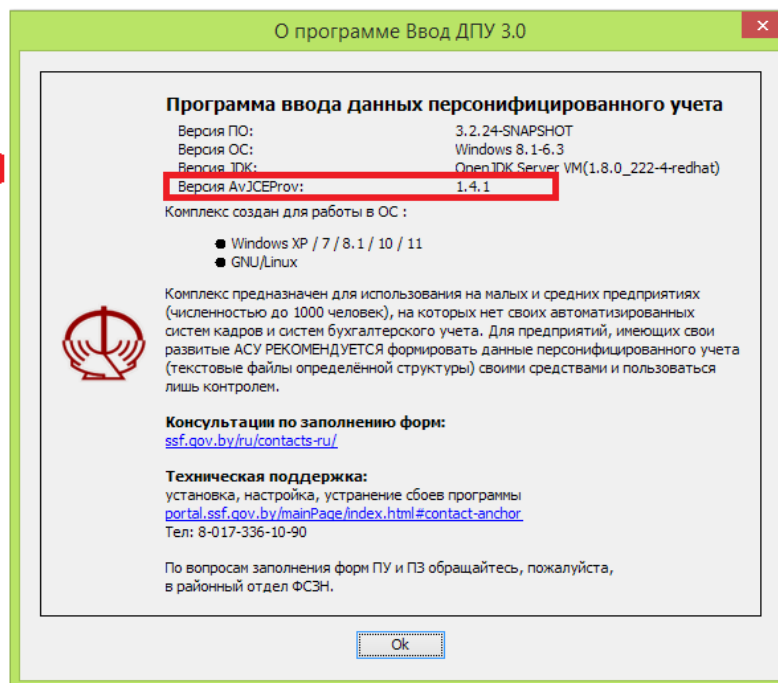 О программе Ввод ДПУ 3.0
Программа ввода данных персонифицированного учета
Версия ПО: 3.2.24-SNAPSHOT
Версия ОС: Windows 8.1-6.3
Версия JDK: OpenJDK Server VM(1.8.0_222-4-redhat)
Версия AvJCEProv: 1.4.1
Комплекс создан для работы в ОС :
Windows XP / 7 / 8.1 / 10 / 11
GNU/Linux
Комплекс предназначен для использования на малых и средних предприятиях
(численностью до 1000 человек), на которых нет своих автоматизированных
систем кадров и систем бухгалтерского учета. Для предприятий, имеющих свои
развитые АСУ РЕКОМЕНДУЕТСЯ формировать данные персонифицированного учета
(текстовые файлы определённой структуры) своими средствами и пользоваться
лишь контролем.
Консультации по заполнению форм:
ssf.gov.by/ru/contacts-ru/
Техническая поддержка:
установка, настройка, устранение сбоев программы
portal.ssf.gov.by/mainPage/index.html#contact-anchor
Тел: 8-017-336-10-90
По вопросам заполнения форм ПУ и ПЗ обращайтесь, пожалуйста,
в районный отдел ФСЗН.
Ok